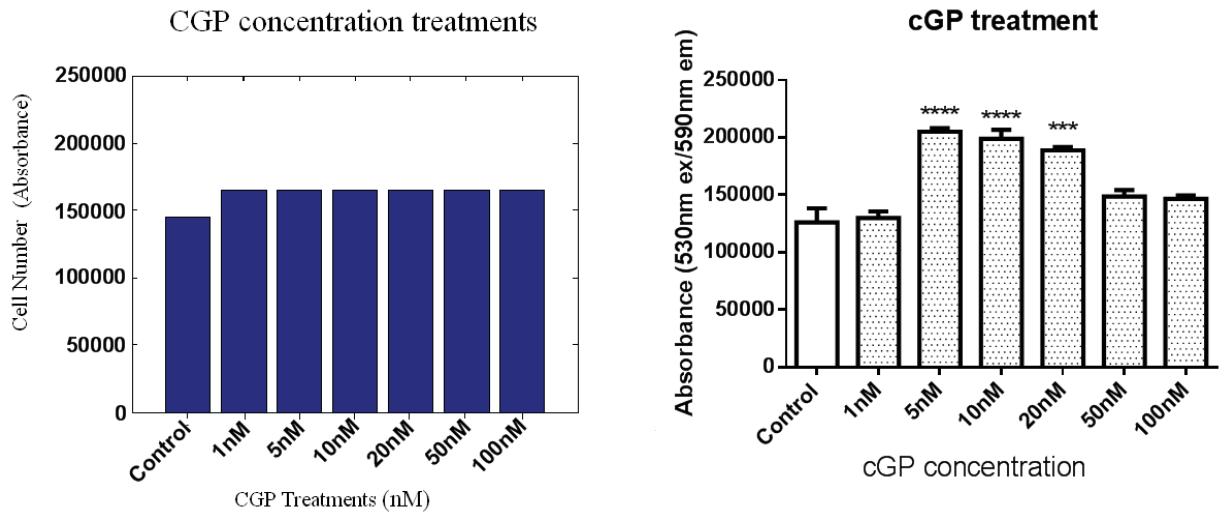 CGP concentration treatments
Cell Number (Absorbance)
250000
200000
150000
100000
50000
0
Control
1nM
5nM
10nM
20nM
50nM
100nM
CGP Treatments (nM)
cGP treatment
Absorbance (530nm ex/590nm em)
250000
200000
150000
100000
50000
0
****
****
***
Control
1nM
5nM
10nM
20nM
50nM
100nM
cGP concentration